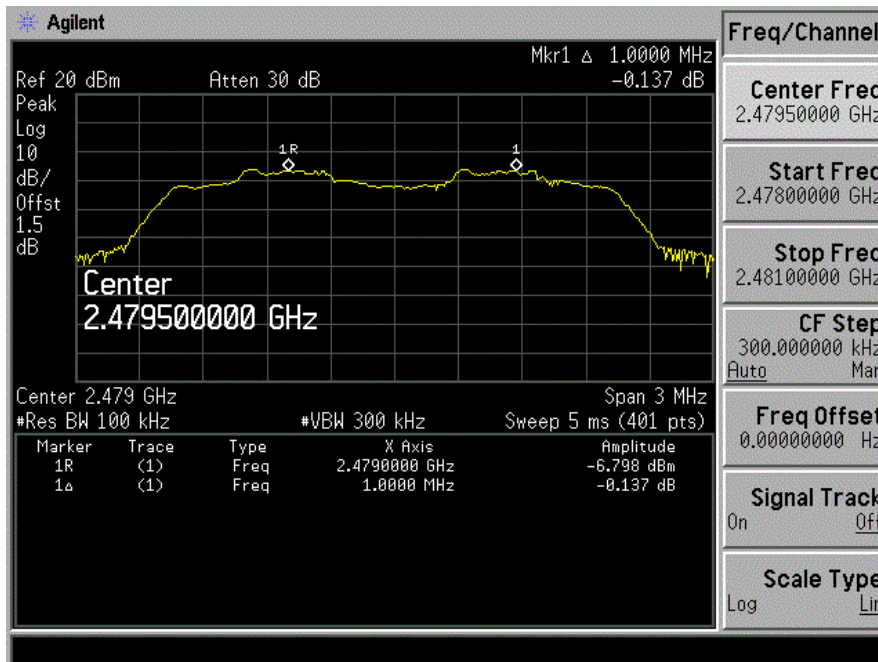 Agilent
Freq/Channel
Mkr1 Δ 1.0000 MHz
Ref 20 dBm Atten 30 dB -0.137 dB
Peak
Log
10
dB/
Offst
1.5
dB
1R
1
Center
2.479500000 GHz
Center 2.479 GHz Span 3 MHz
#Res BW 100 kHz #VBW 300 kHz Sweep 5 ms (401 pts)
Marker Trace Type X Axis Amplitude
1R (1) Freq 2.4790000 GHz -6.798 dBm
1Δ (1) Freq 1.0000 MHz -0.137 dB
Center Freq
2.47950000 GHz
Start Freq
2.47800000 GHz
Stop Freq
2.48100000 GHz
CF Step
300.000000 kHz
Auto Man
Freq Offset
0.00000000 Hz
Signal Track
On Off
Scale Type
Log Lin